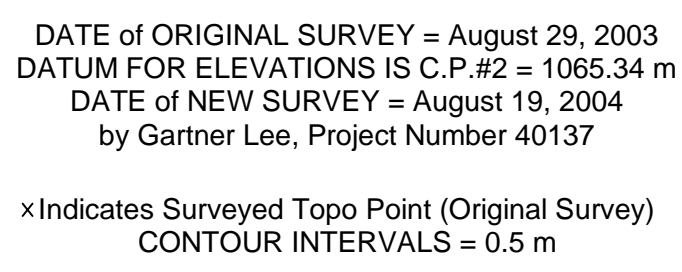 DATE of ORIGINAL SURVEY = August 29, 2003
DATUM FOR ELEVATIONS IS C.P.#2 = 1065.34 m
DATE of NEW SURVEY = August 19, 2004
by Gartner Lee, Project Number 40137
×Indicates Surveyed Topo Point (Original Survey)
CONTOUR INTERVALS = 0.5 m